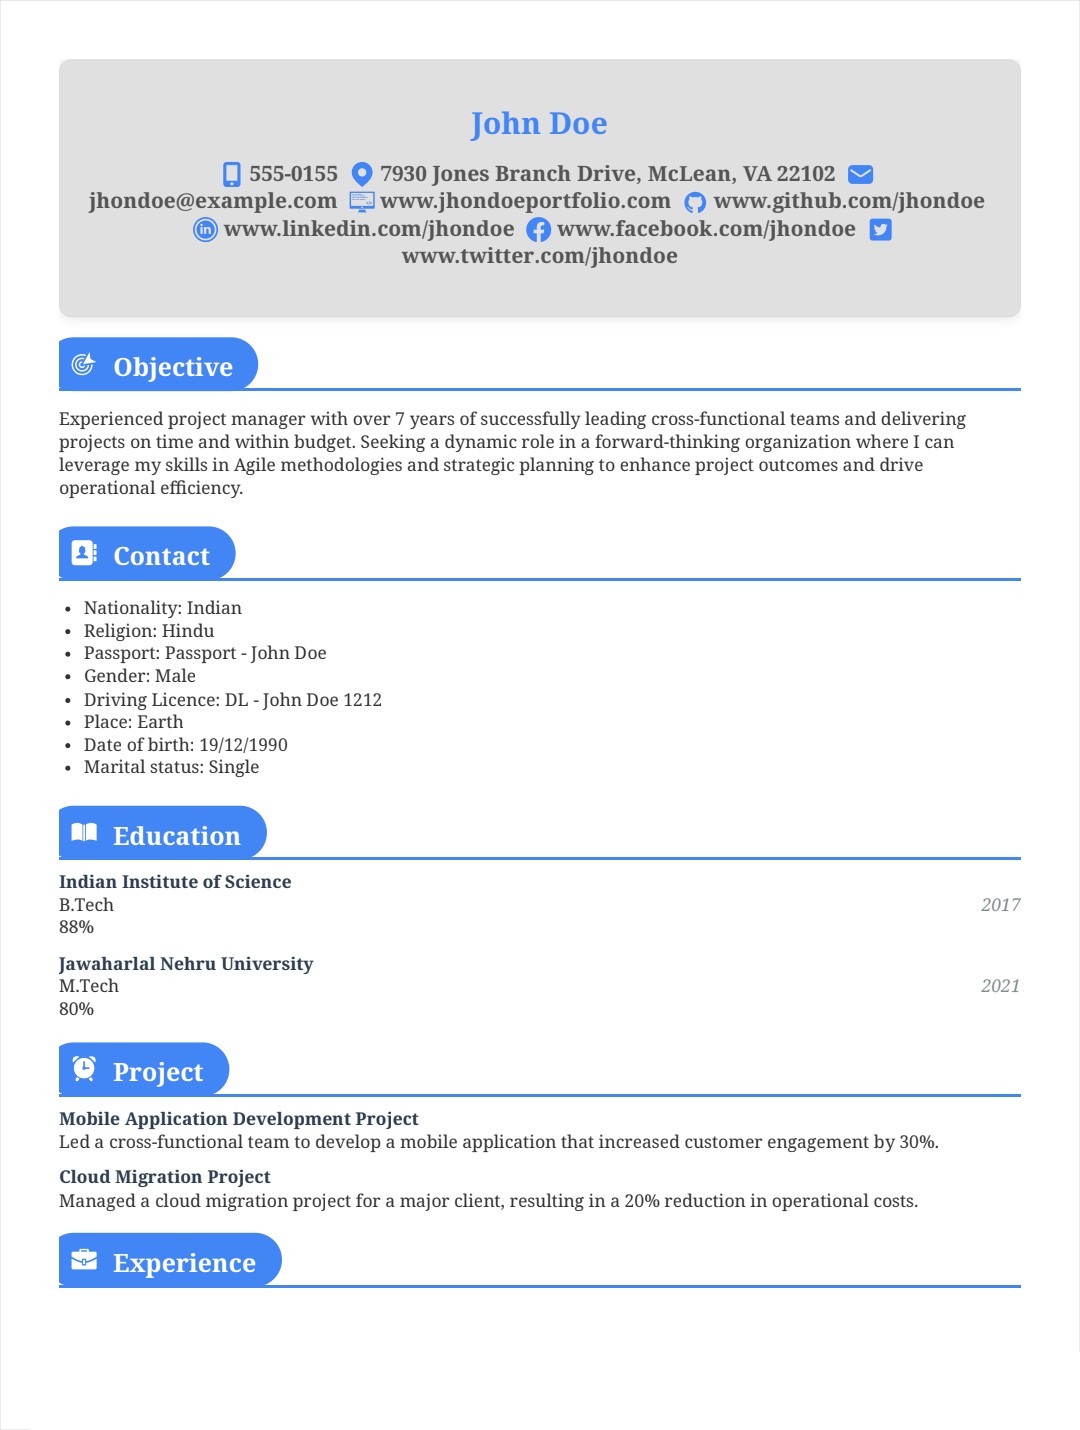 John Doe
555-0155 7930 Jones Branch Drive, McLean, VA 22102
jhondoe@example.com www.jhondoeportfolio.com www.github.com/jhondoe
www.linkedin.com/jhondoe www.facebook.com/jhondoe
www.twitter.com/jhondoe
Objective
Experienced project manager with over 7 years of successfully leading cross-functional teams and delivering
projects on time and within budget. Seeking a dynamic role in a forward-thinking organization where I can
leverage my skills in Agile methodologies and strategic planning to enhance project outcomes and drive
operational efficiency.
Contact
• Nationality: Indian
• Religion: Hindu
• Passport: Passport - John Doe
• Gender: Male
• Driving Licence: DL - John Doe 1212
• Place: Earth
• Date of birth: 19/12/1990
• Marital status: Single
Education
Indian Institute of Science
B.Tech 2017
88%
Jawaharlal Nehru University
M.Tech 2021
80%
Project
Mobile Application Development Project
Led a cross-functional team to develop a mobile application that increased customer engagement by 30%.
Cloud Migration Project
Managed a cloud migration project for a major client, resulting in a 20% reduction in operational costs.
Experience